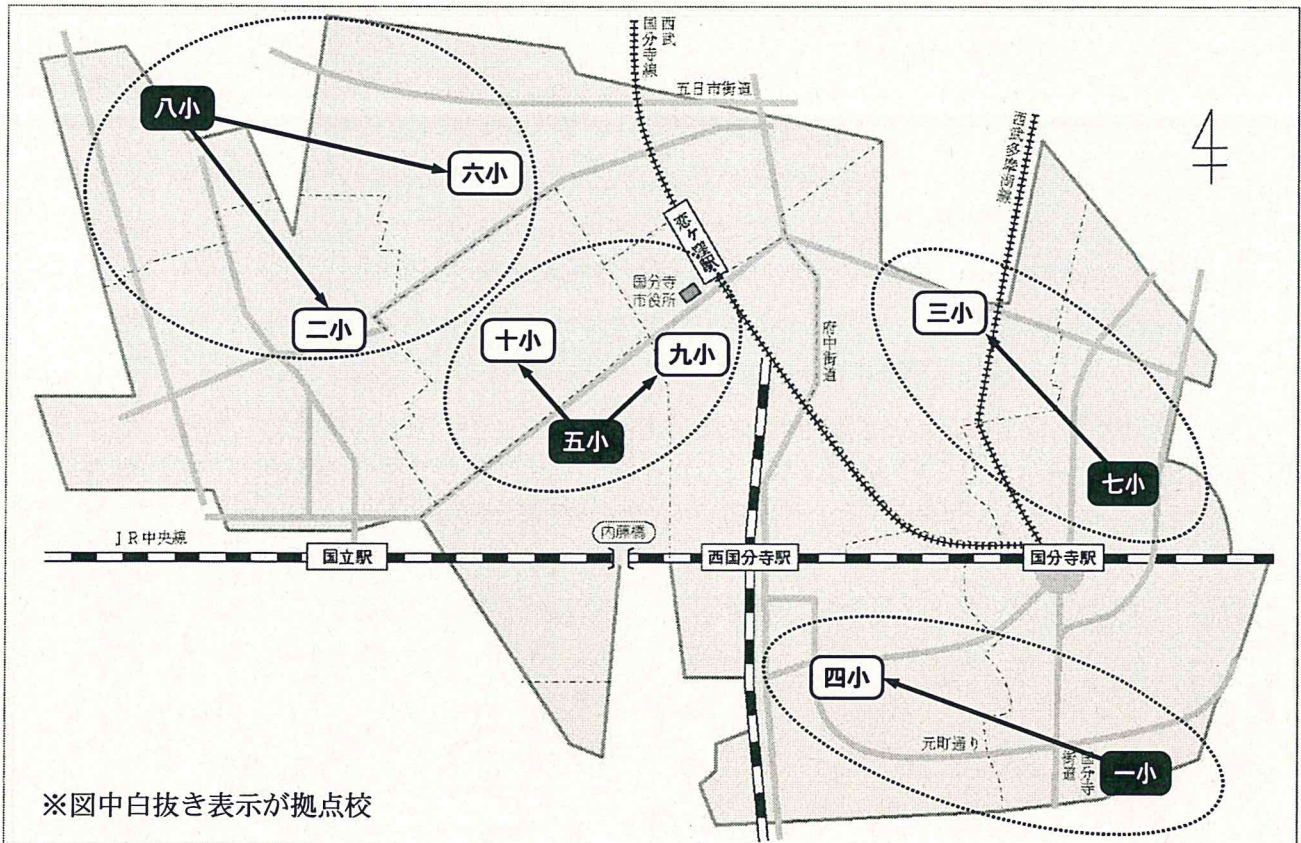 西武
国分寺線
五日市街道
八小
六小
西武多摩湖線
恋ヶ窪駅
国分寺
市役所
三小
二小
十小
九小
府中街道
五小
七小
JR中央線
内藤橋
国立駅
西国分寺駅
国分寺駅
四小
元町通り
国分寺
街道
一小
※図中白抜き表示が拠点校